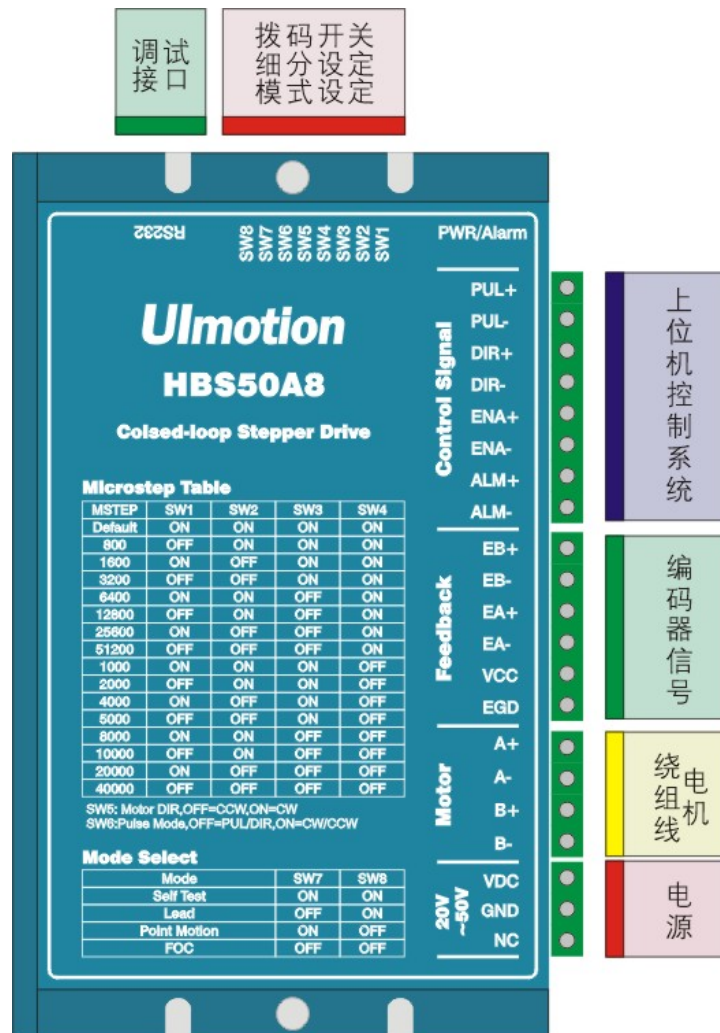 调试
接口
拨码开关
细分设定
模式设定
RS232
SW8
SW7
SW6
SW5
SW4
SW3
SW2
SW1
PWR/Alarm
UImotion
HBS50A8
Colsed-loop Stepper Drive
Microstep Table
MSTEP SW1 SW2 SW3 SW4
Default ON ON ON ON
800 OFF ON ON ON
1600 ON OFF ON ON
3200 OFF OFF ON ON
6400 ON ON OFF ON
12800 OFF ON OFF ON
25600 ON OFF OFF ON
51200 OFF OFF OFF ON
1000 ON ON ON OFF
2000 OFF ON ON OFF
4000 ON OFF ON OFF
5000 OFF OFF ON OFF
8000 ON ON OFF OFF
10000 OFF ON OFF OFF
20000 ON OFF OFF OFF
40000 OFF OFF OFF OFF
SW5: Motor DIR,OFF=CCW,ON=CW
SW6:Pulse Mode,OFF=PUL/DIR,ON=CW/CCW
Mode Select
Mode SW7 SW8
Self Test ON ON
Lead OFF ON
Point Motion ON OFF
FOC OFF OFF
Control Signal
PUL+
PUL-
DIR+
DIR-
ENA+
ENA-
ALM+
ALM-
Feedback
EB+
EB-
EA+
EA-
VCC
EGD
Motor
A+
A-
B+
B-
20V
~50V
VDC
GND
NC
上位机控制系统
编码器信号
绕组线
电机
电源